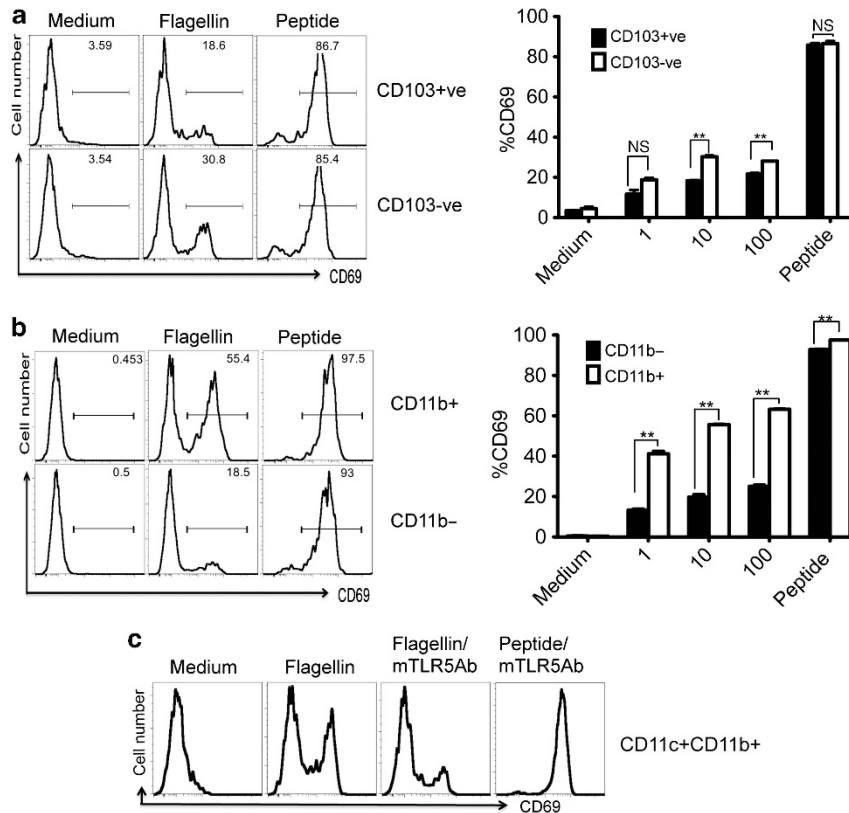 a
Medium Flagellin Peptide
3.59 18.6 86.7
CD103+ve
3.54 30.8 85.4
CD103-ve
Cell number
CD69
CD103+ve
CD103-ve
%CD69
100
80
60
40
20
0
NS ** ** NS
Medium 1 10 100 Peptide
b
Medium Flagellin Peptide
0.453 55.4 97.5
CD11b+
0.5 18.5 93
CD11b–
Cell number
CD69
CD11b–
CD11b+
%CD69
100
80
60
40
20
0
** ** ** **
Medium 1 10 100 Peptide
c
Medium Flagellin Flagellin/ mTLR5Ab Peptide/ mTLR5Ab
Cell number
CD11c+CD11b+
CD69